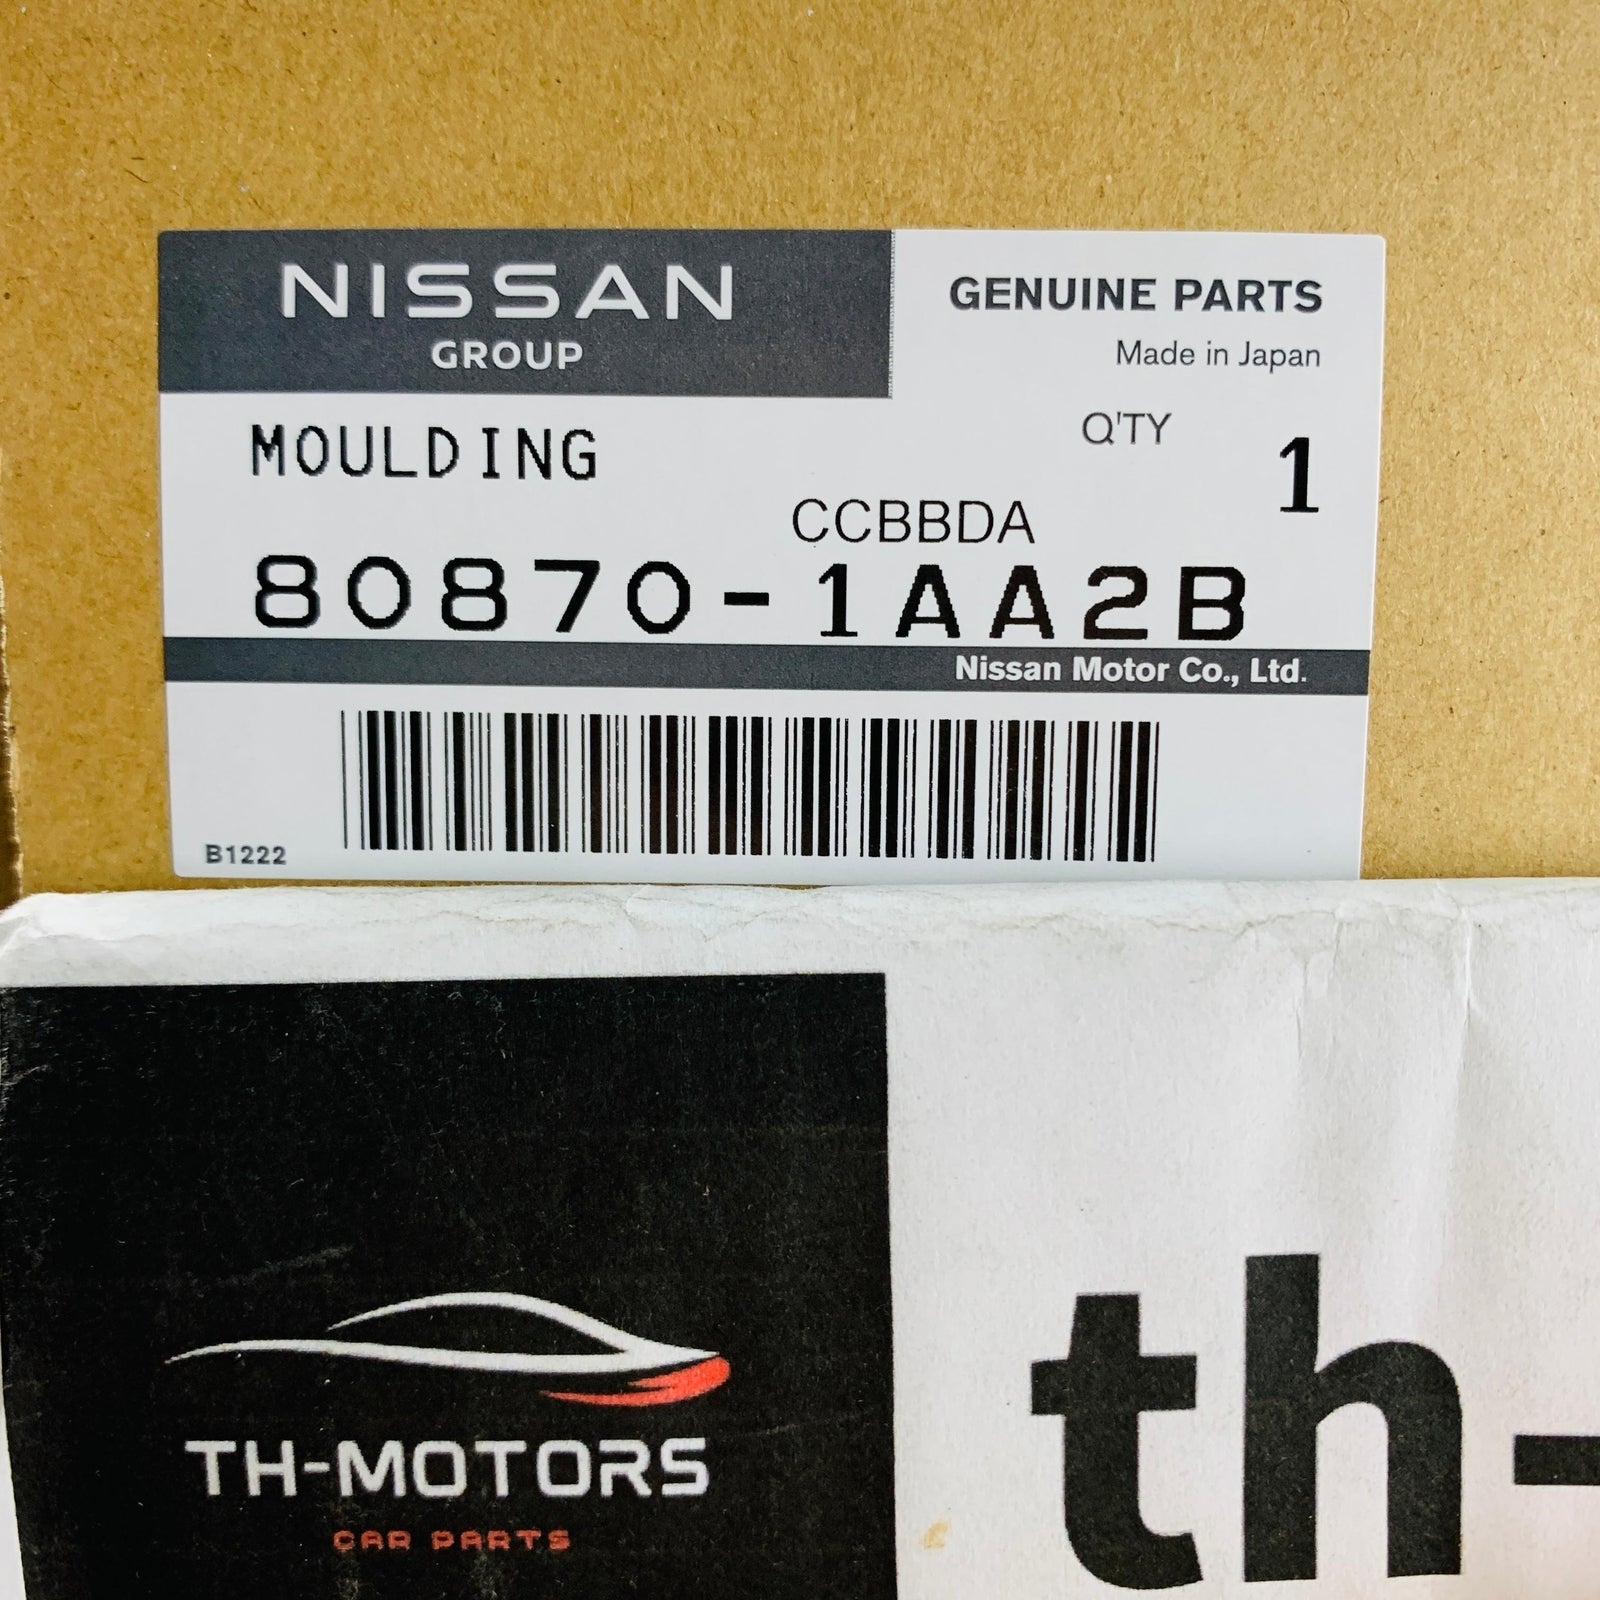 NISSAN
GROUP
GENUINE PARTS
Made in Japan
MOULDING
Q'TY
1
CCBBDA
80870-1AA2B
Nissan Motor Co., Ltd.
B1222
TH-MOTORS
CAR PARTS
th-